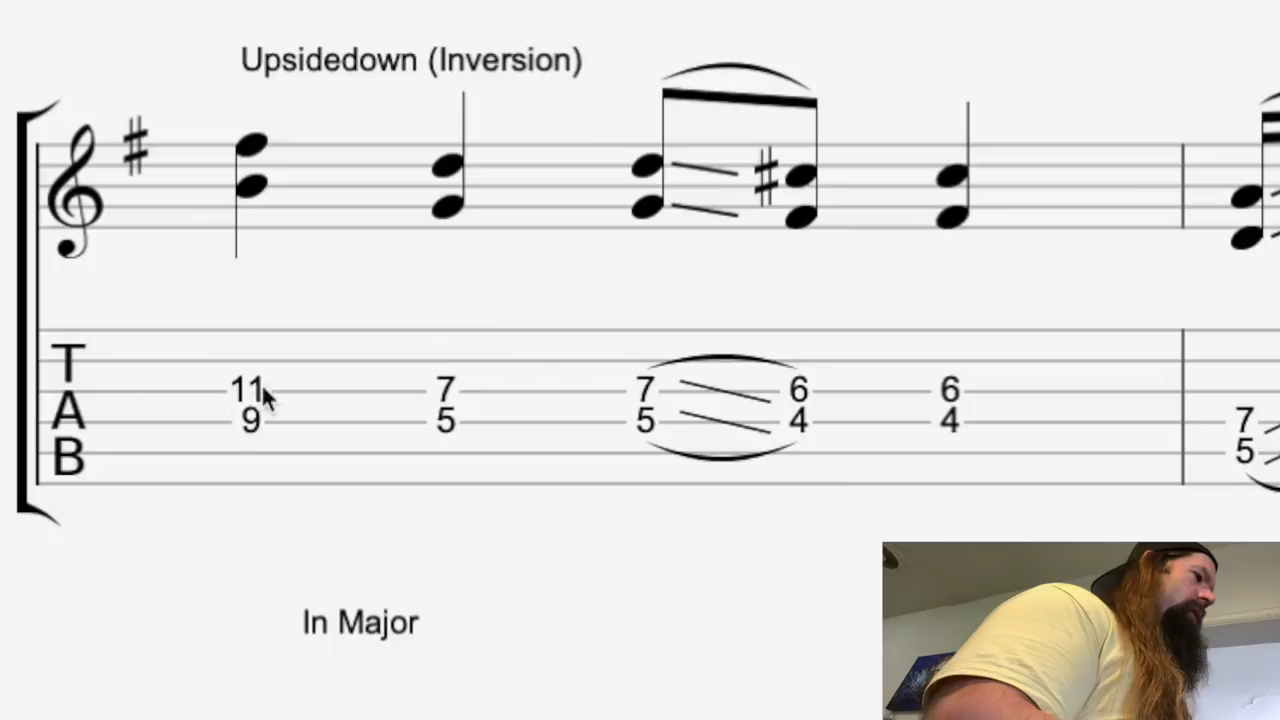 Upsidedown (Inversion)
T
A
B
11 7 7 6 6
9 5 5 4 4 7
5
In Major